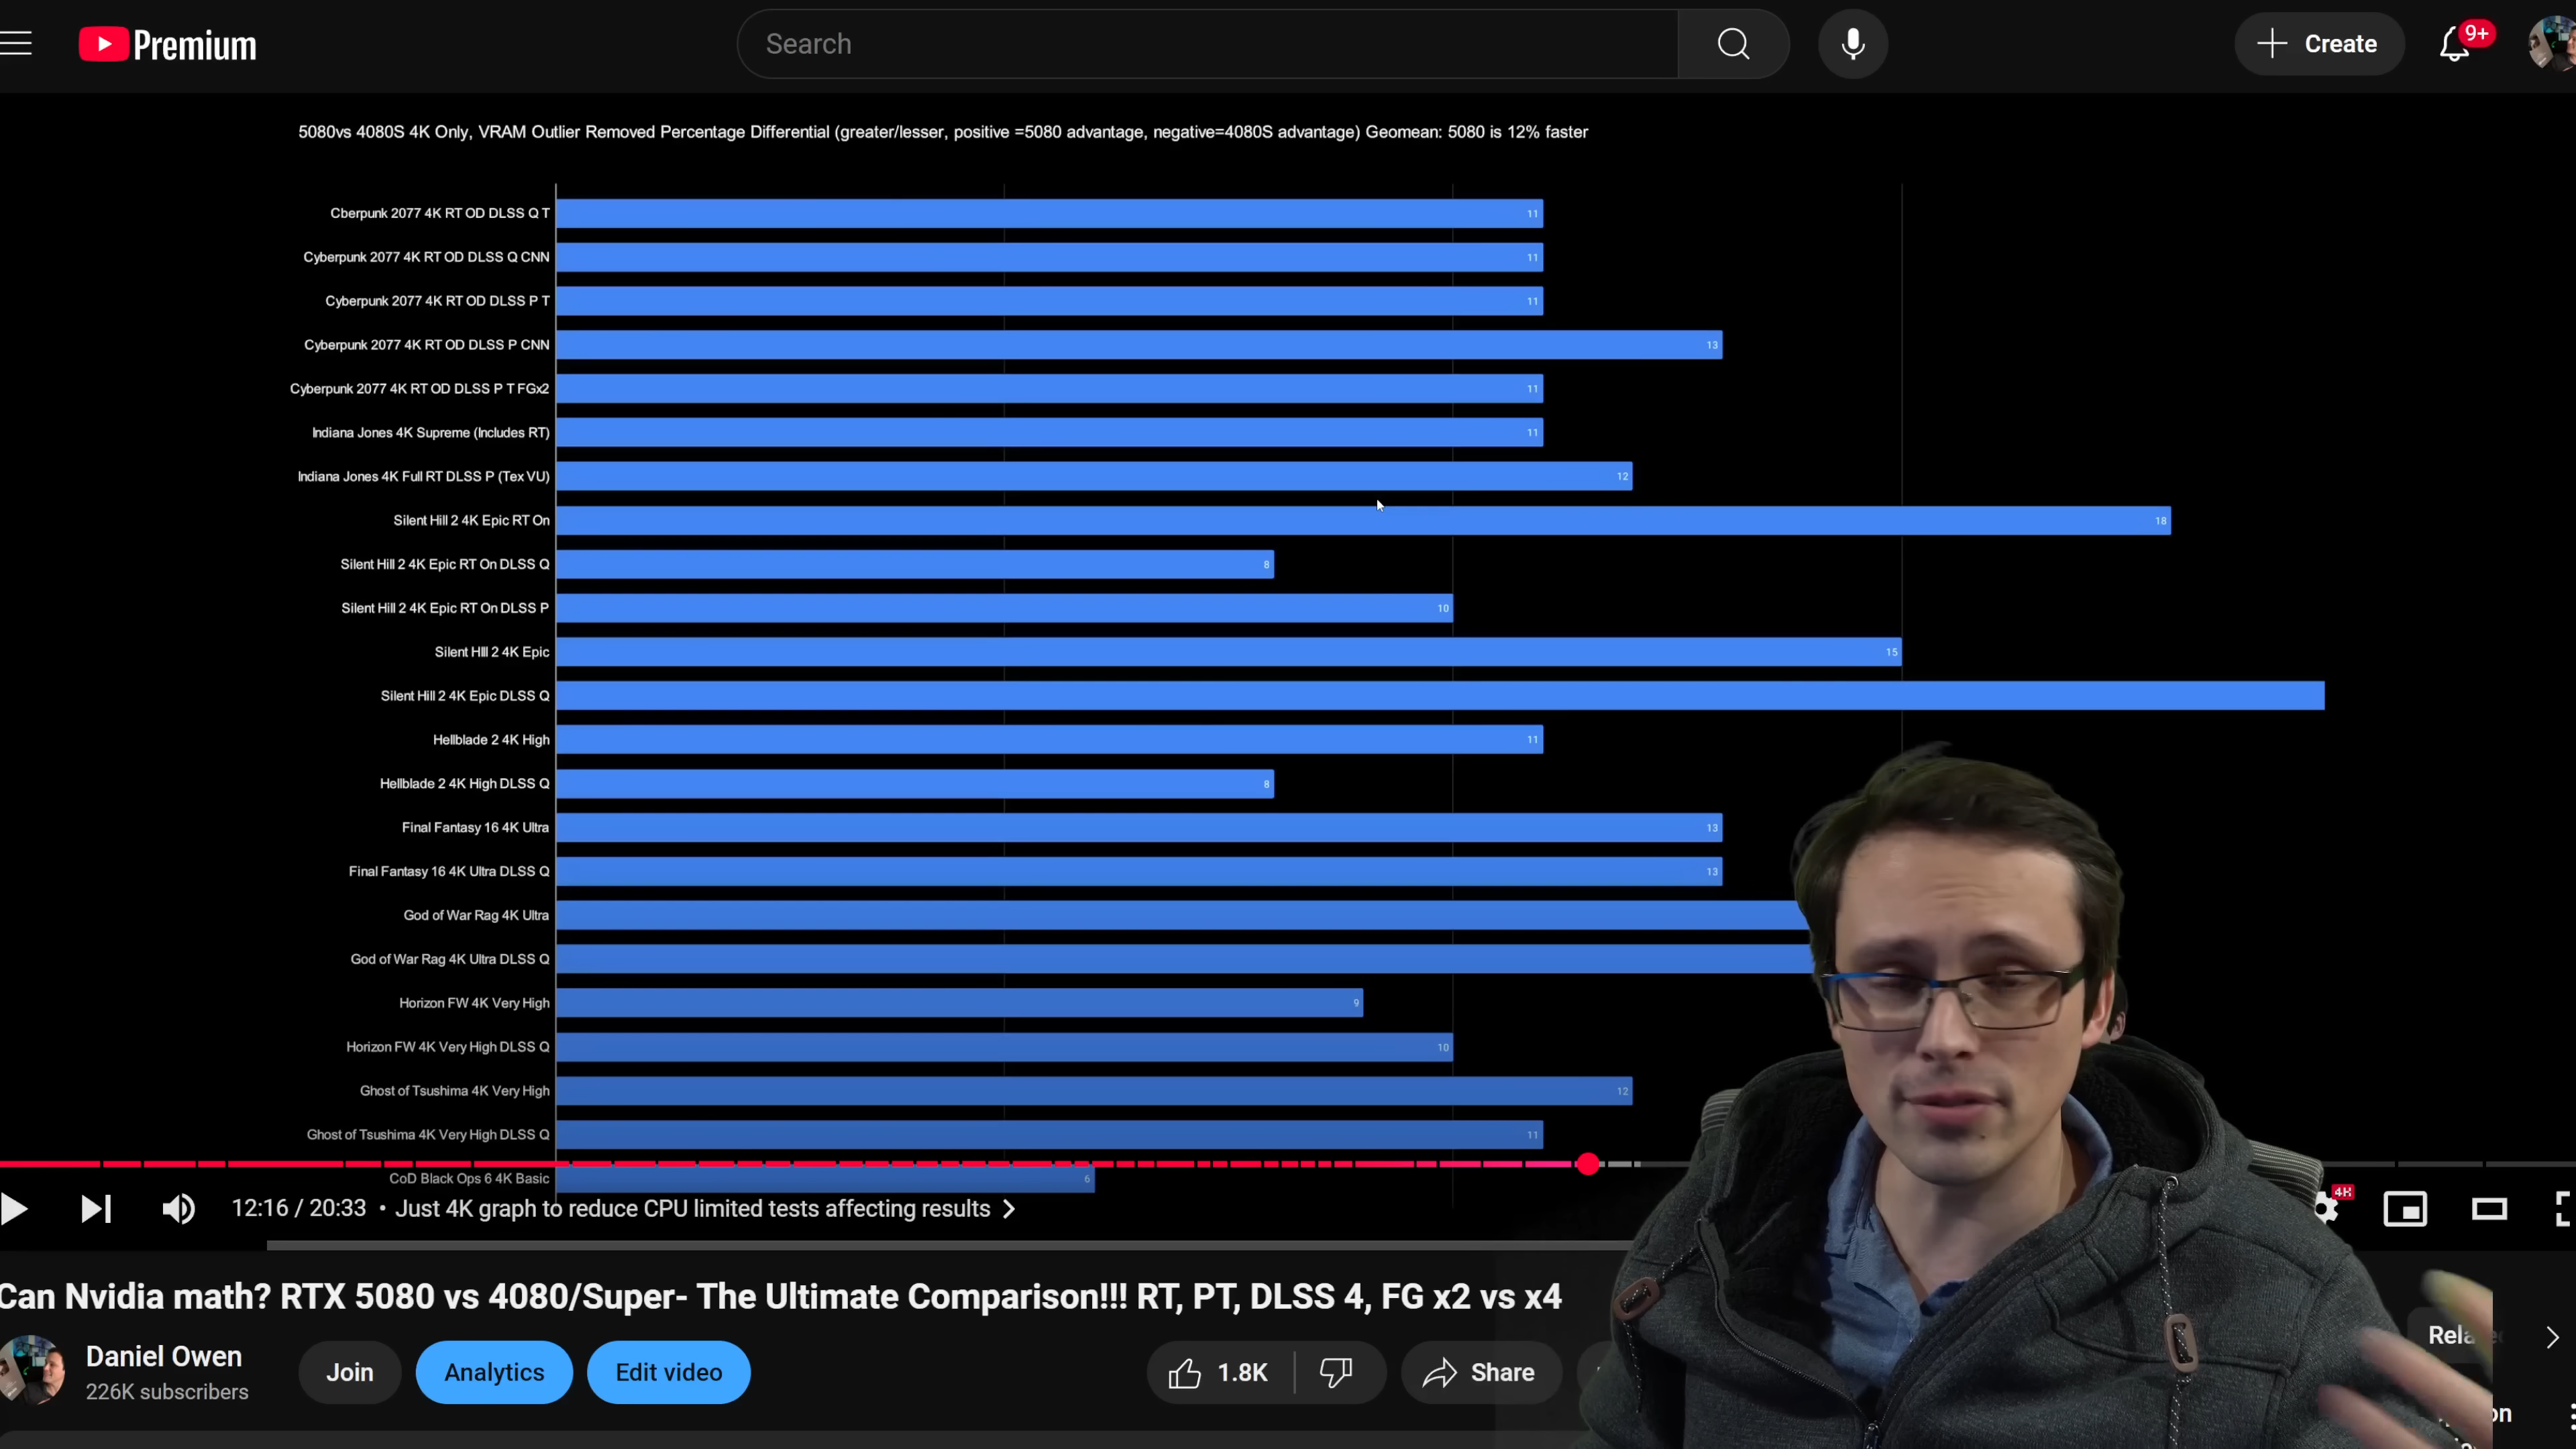 Premium
Search
Create
9+
5080vs 4080S 4K Only, VRAM Outlier Removed Percentage Differential (greater/lesser, positive =5080 advantage, negative=4080S advantage) Geomean: 5080 is 12% faster
Cberpunk 2077 4K RT OD DLSS Q T 11
Cyberpunk 2077 4K RT OD DLSS Q CNN 11
Cyberpunk 2077 4K RT OD DLSS P T 11
Cyberpunk 2077 4K RT OD DLSS P CNN 13
Cyberpunk 2077 4K RT OD DLSS P T FGx2 11
Indiana Jones 4K Supreme (Includes RT) 11
Indiana Jones 4K Full RT DLSS P (Tex VU) 12
Silent Hill 2 4K Epic RT On 18
Silent Hill 2 4K Epic RT On DLSS Q 8
Silent Hill 2 4K Epic RT On DLSS P 10
Silent HIll 2 4K Epic 15
Silent Hill 2 4K Epic DLSS Q
Hellblade 2 4K High 11
Hellblade 2 4K High DLSS Q 8
Final Fantasy 16 4K Ultra 13
Final Fantasy 16 4K Ultra DLSS Q 13
God of War Rag 4K Ultra
God of War Rag 4K Ultra DLSS Q
Horizon FW 4K Very High 9
Horizon FW 4K Very High DLSS Q 10
Ghost of Tsushima 4K Very High 12
Ghost of Tsushima 4K Very High DLSS Q 11
CoD Black Ops 6 4K Basic 6
12:16 / 20:33 • Just 4K graph to reduce CPU limited tests affecting results
4K
Can Nvidia math? RTX 5080 vs 4080/Super- The Ultimate Comparison!!! RT, PT, DLSS 4, FG x2 vs x4
Daniel Owen
226K subscribers
Join
Analytics
Edit video
1.8K
Share